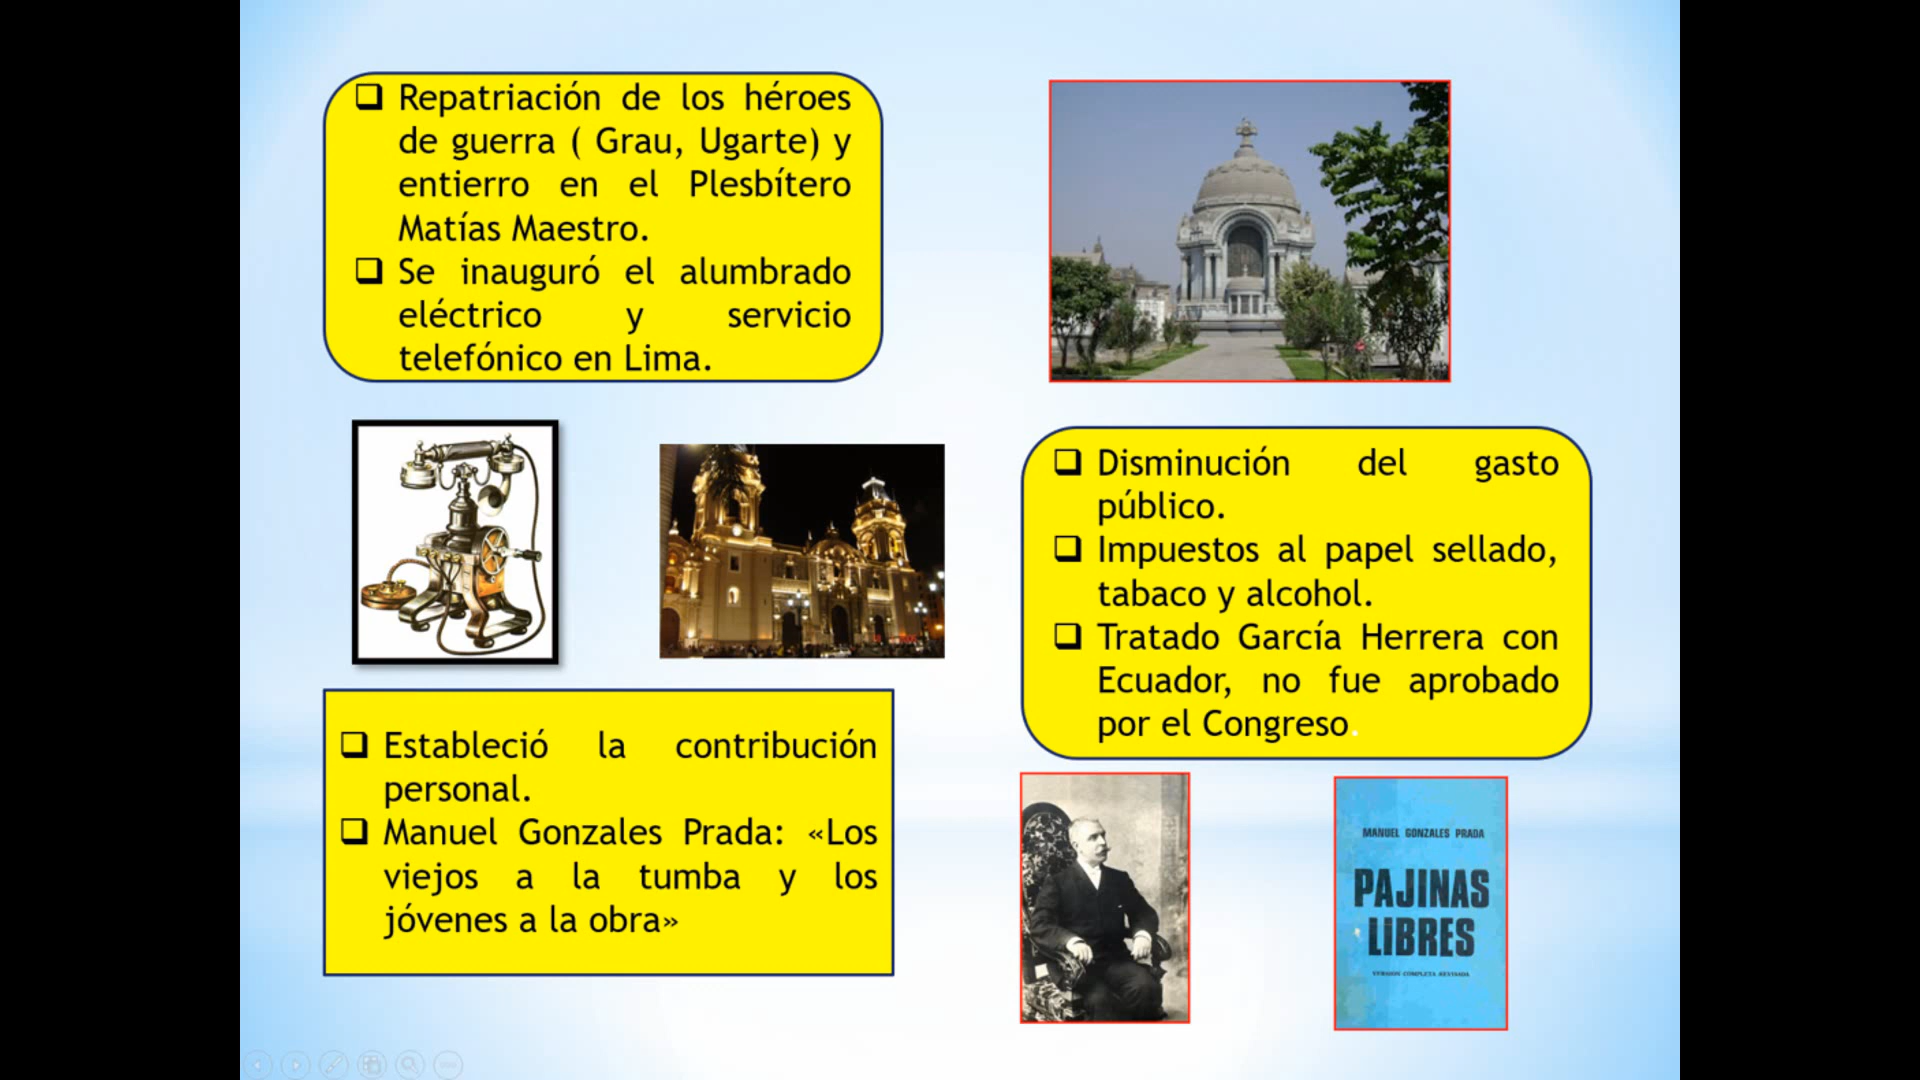 ❑ Repatriación de los héroes
de guerra ( Grau, Ugarte) y
entierro en el Plesbítero
Matías Maestro.
❑ Se inauguró el alumbrado
eléctrico y servicio
telefónico en Lima.
❑ Disminución del gasto
público.
❑ Impuestos al papel sellado,
tabaco y alcohol.
❑ Tratado García Herrera con
Ecuador, no fue aprobado
por el Congreso.
❑ Estableció la contribución
personal.
❑ Manuel Gonzales Prada: «Los
viejos a la tumba y los
jóvenes a la obra»
MANUEL GONZALES PRADA
PAJINAS
LIBRES
VERSION COMPLETA REVISADA